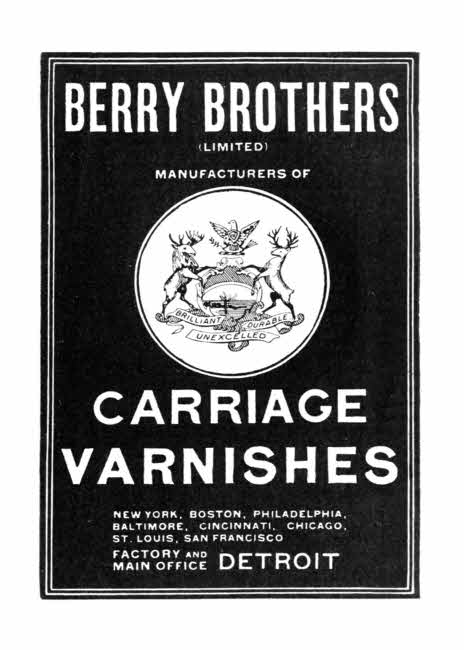 BERRY BROTHERS
(LIMITED)
MANUFACTURERS OF
BRILLIANT DURABLE
UNEXCELLED
CARRIAGE
VARNISHES
NEW YORK, BOSTON, PHILADELPHIA,
BALTIMORE, CINCINNATI, CHICAGO,
ST. LOUIS, SAN FRANCISCO
FACTORY AND
MAIN OFFICE DETROIT